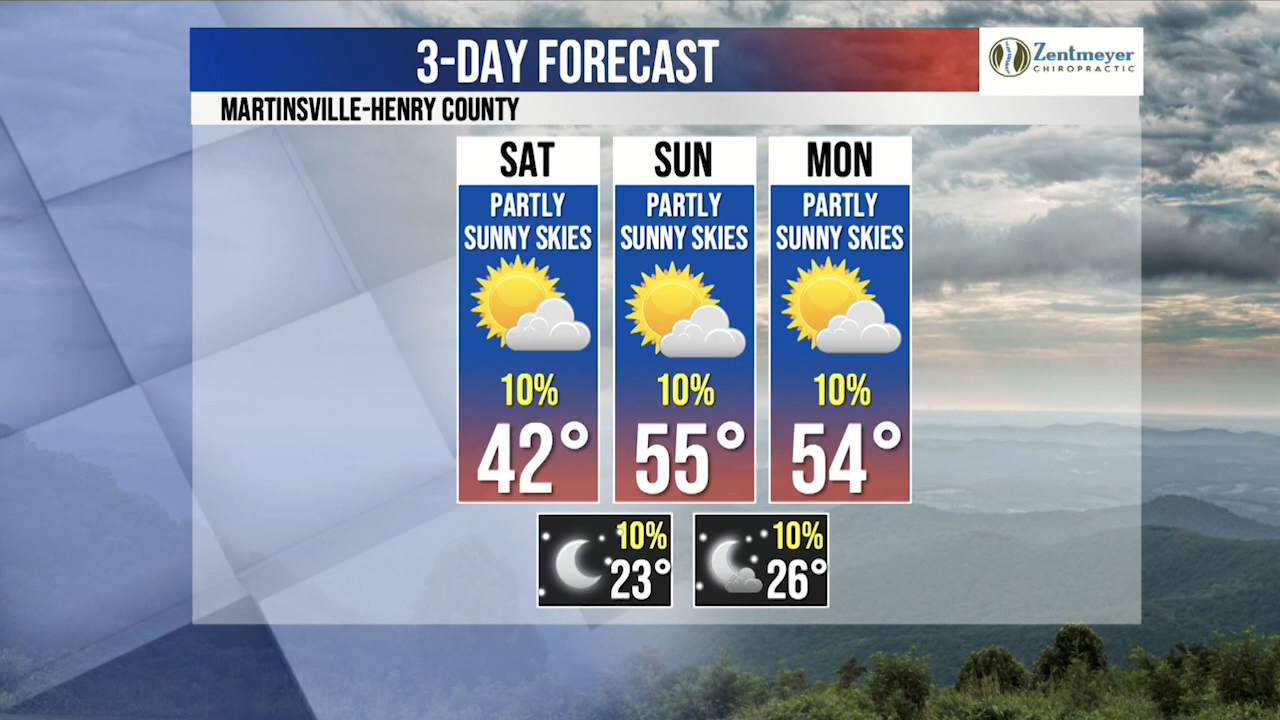 3-DAY FORECAST
Zentmeyer
CHIROPRACTIC
MARTINSVILLE-HENRY COUNTY
SAT
PARTLY
SUNNY SKIES
10%
42°
SUN
PARTLY
SUNNY SKIES
10%
55°
MON
PARTLY
SUNNY SKIES
10%
54°
10%
23°
10%
26°